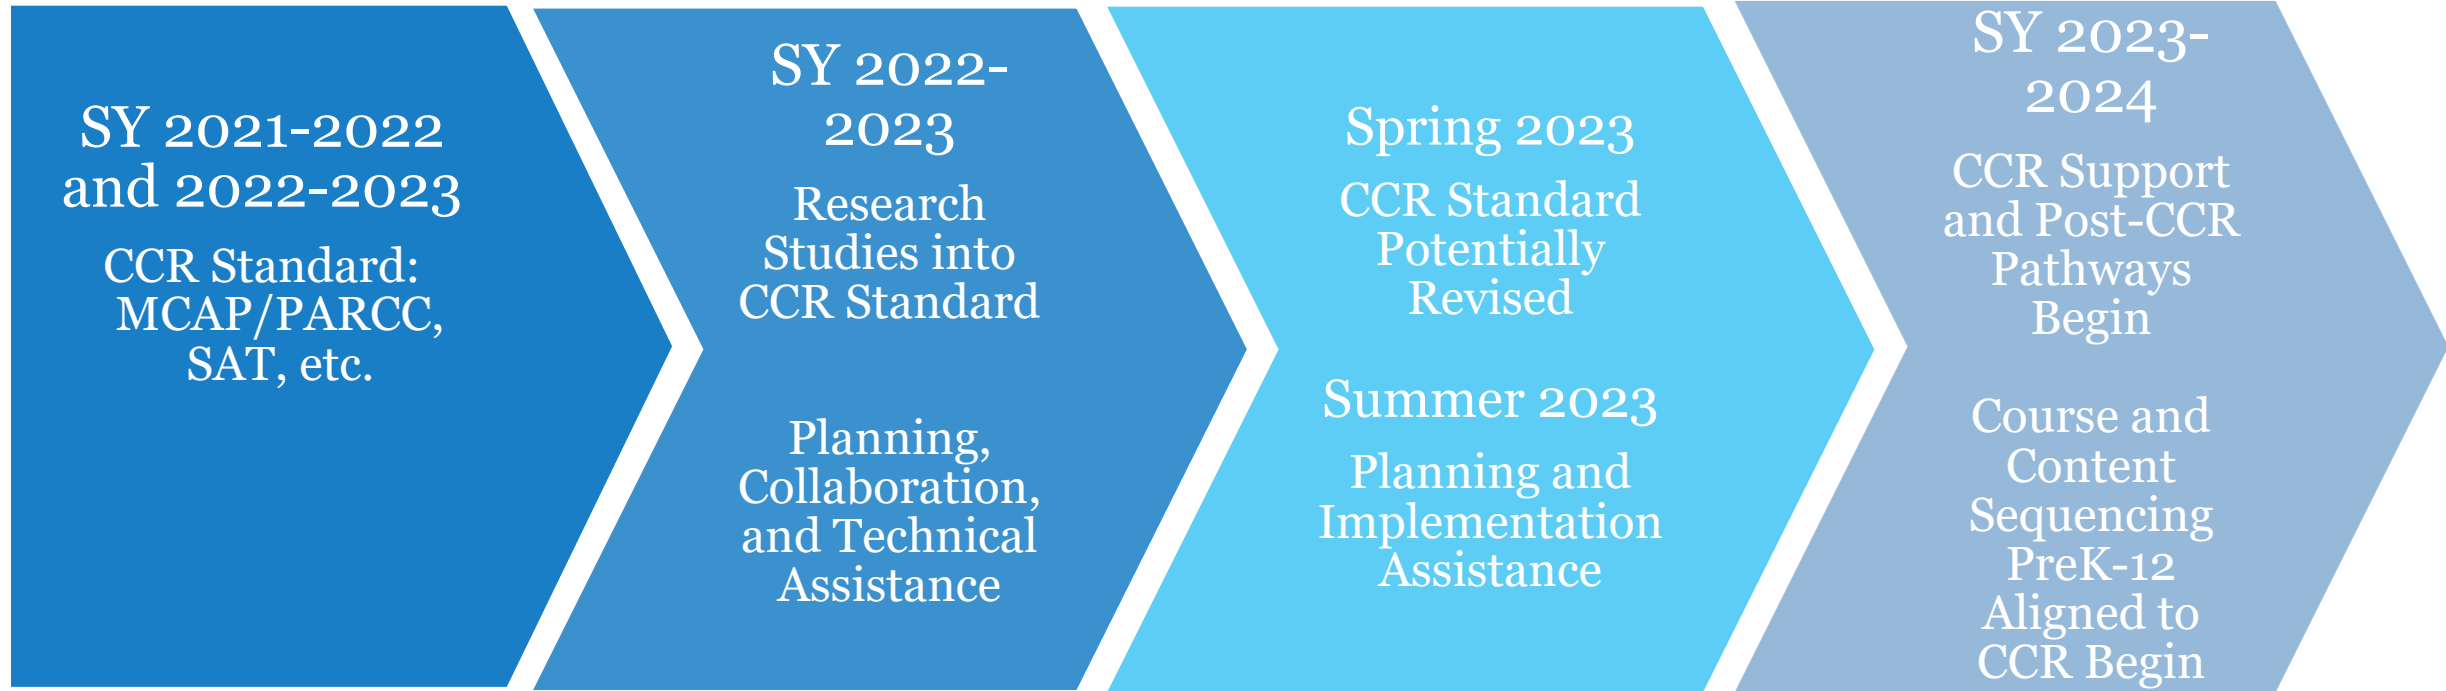 SY 2021-2022
and 2022-2023
CCR Standard:
MCAP/PARCC,
SAT, etc.
SY 2022-
2023
Research
Studies into
CCR Standard
Planning,
Collaboration,
and Technical
Assistance
Spring 2023
CCR Standard
Potentially
Revised
Summer 2023
Planning and
Implementation
Assistance
SY 2023-
2024
CCR Support
and Post-CCR
Pathways
Begin
Course and
Content
Sequencing
PreK-12
Aligned to
CCR Begin